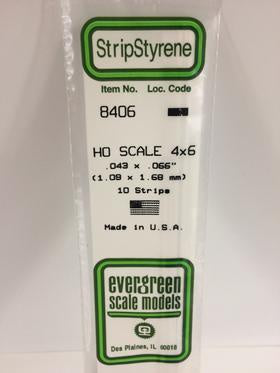 StripStyrene
Item No. Loc. Code
8406
HO SCALE 4x6
.043 x .066"
(1.09 x 1.68 mm)
10 Strips
Made in U.S.A.
evergreen
scale models
Des Plaines, IL 60018